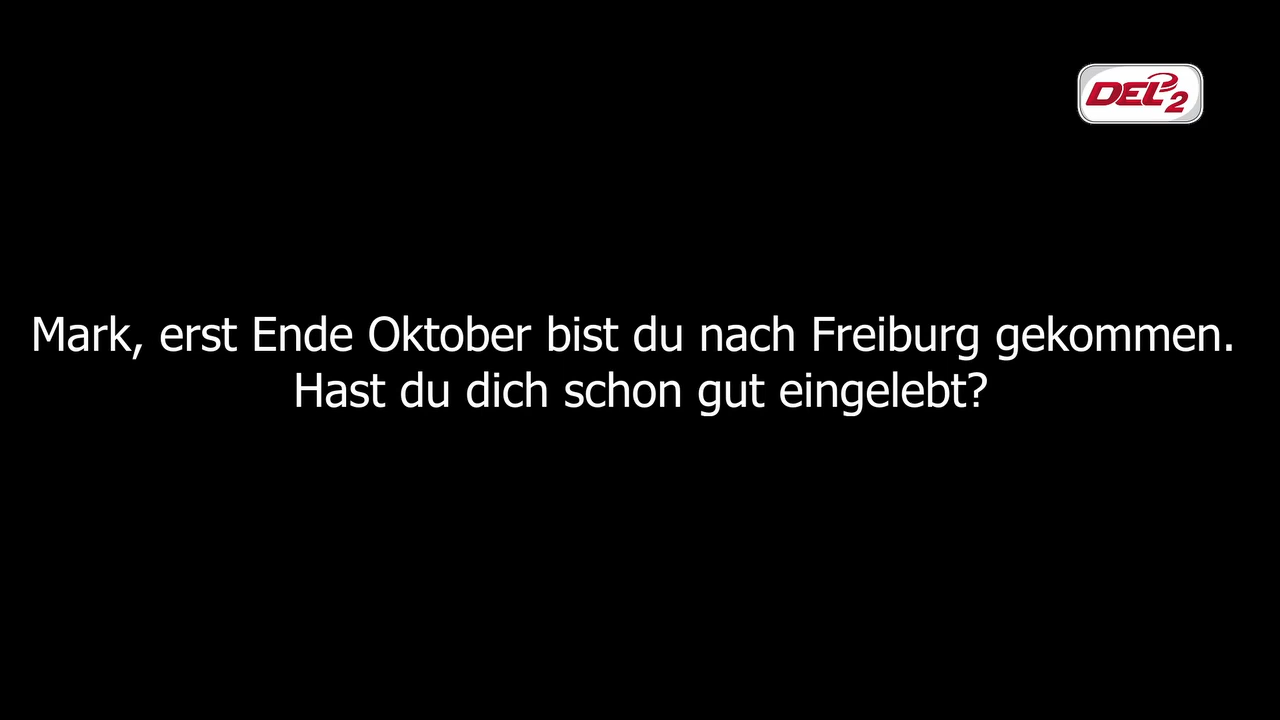 DEL2
Mark, erst Ende Oktober bist du nach Freiburg gekommen.
Hast du dich schon gut eingelebt?